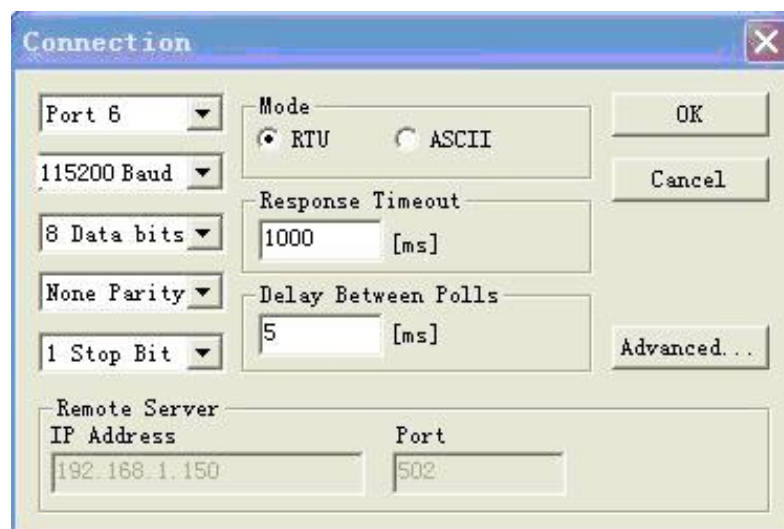 Connection
Port 6
Mode
RTU
ASCII
OK
115200 Baud
Cancel
Response Timeout
8 Data bits
1000
[ms]
None Parity
Delay Between Polls
5
[ms]
1 Stop Bit
Advanced...
Remote Server
IP Address
Port
192.168.1.150
502